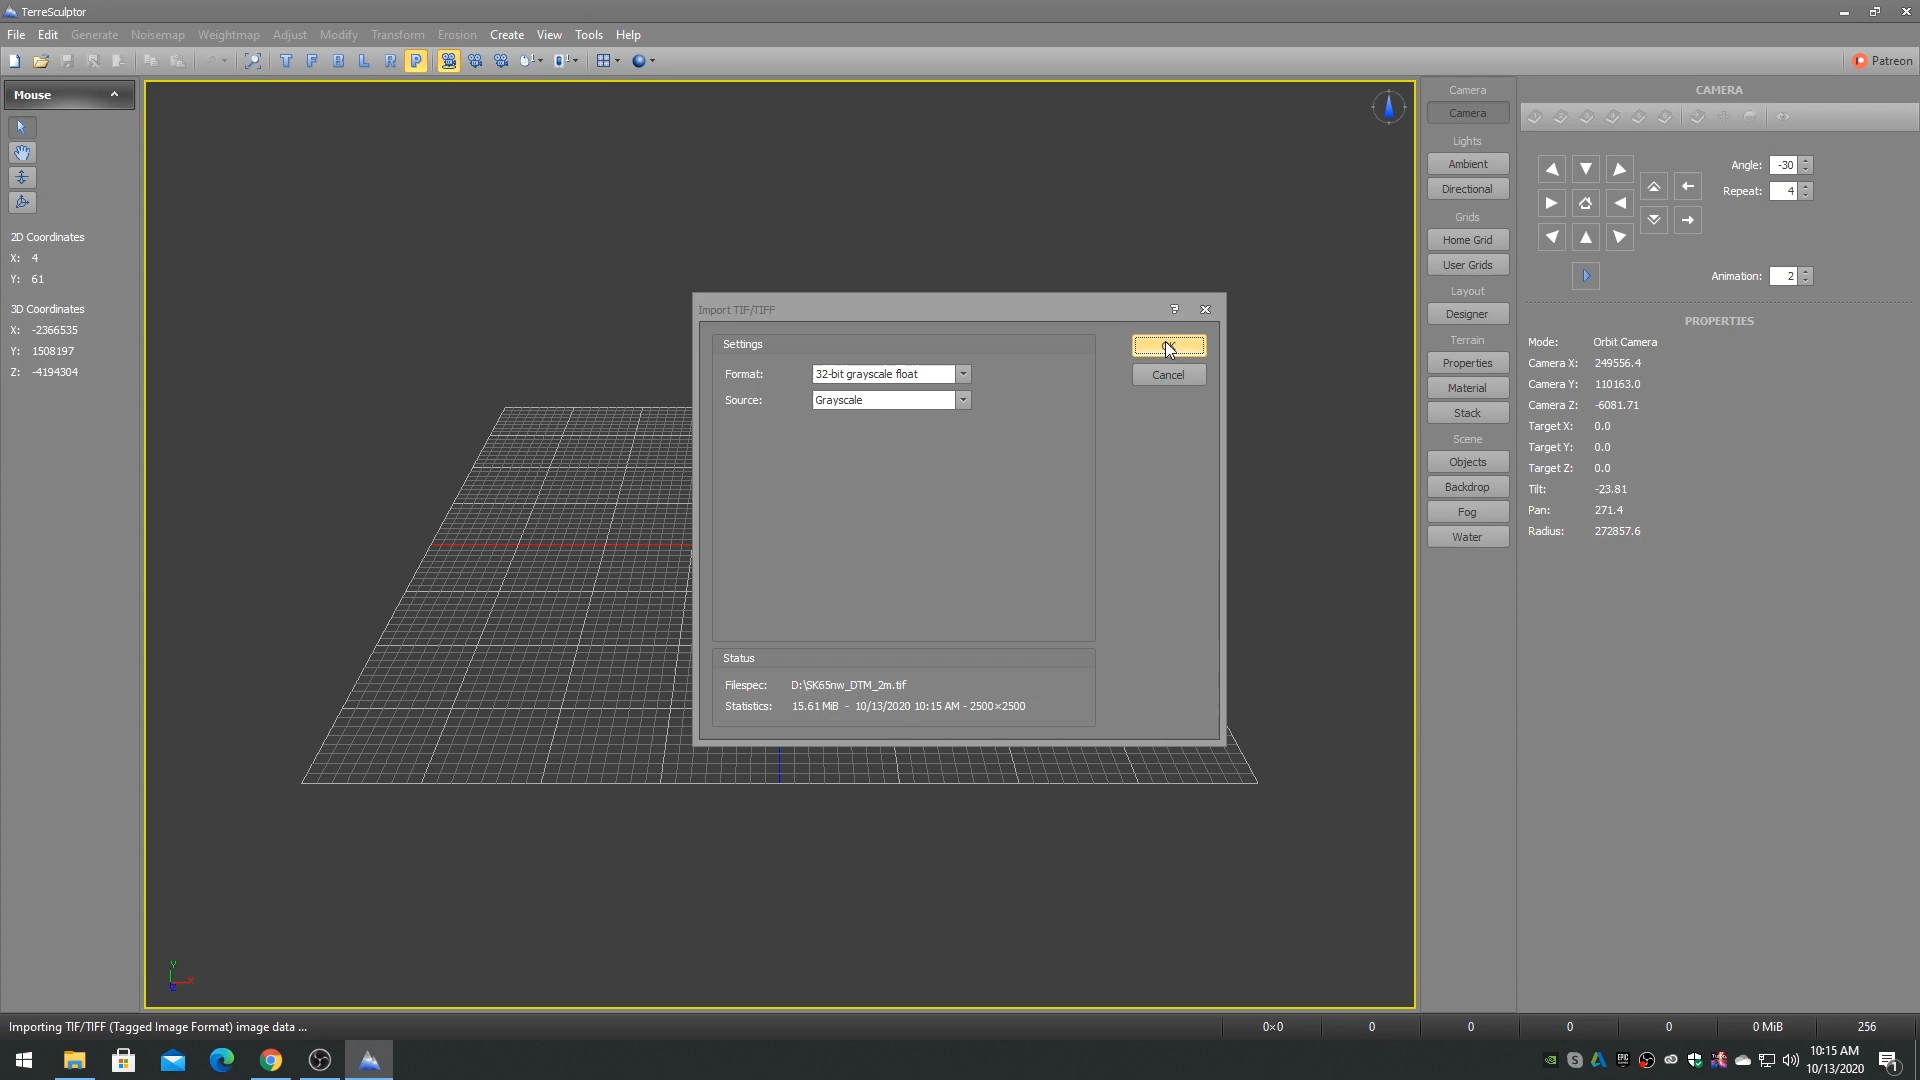 TerreSculptor
File Edit Generate Noisemap Weightmap Adjust Modify Transform Erosion Create View Tools Help
T F B L R P
Patreon
Mouse
2D Coordinates
X: 4
Y: 61
3D Coordinates
X: -2366535
Y: 1508197
Z: -4194304
Import TIF/TIFF
Settings
Format: 32-bit grayscale float
Source: Grayscale
Cancel
Status
Filespec: D:\SK65nw_DTM_2m.tif
Statistics: 15.61 MiB - 10/13/2020 10:15 AM - 2500×2500
Camera
Camera
Lights
Ambient
Directional
Grids
Home Grid
User Grids
Layout
Designer
Terrain
Properties
Material
Stack
Scene
Objects
Backdrop
Fog
Water
CAMERA
Angle: -30
Repeat: 4
Animation: 2
PROPERTIES
Mode: Orbit Camera
Camera X: 249556.4
Camera Y: 110163.0
Camera Z: -6081.71
Target X: 0.0
Target Y: 0.0
Target Z: 0.0
Tilt: -23.81
Pan: 271.4
Radius: 272857.6
Importing TIF/TIFF (Tagged Image Format) image data ...
0×0 0 0 0 0 0 MiB 256
10:15 AM
10/13/2020